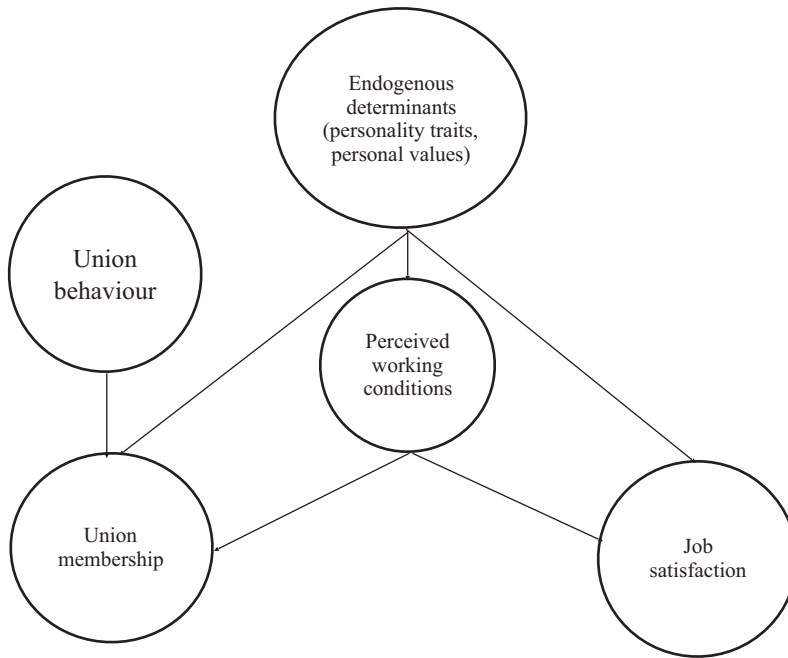 Endogenous
determinants
(personality traits,
personal values)
Union
behaviour
Perceived
working
conditions
Union
membership
Job
satisfaction